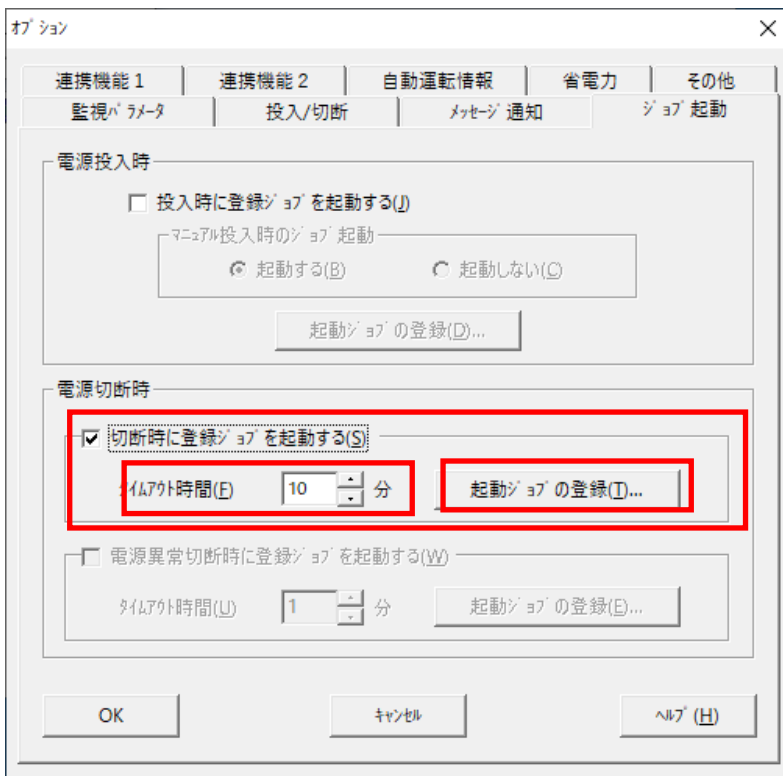 オプション
連携機能1 連携機能2 自動運転情報 省電力 その他
監視パラメータ 投入/切断 メッセージ通知 ジョブ起動
電源投入時
投入時に登録ジョブを起動する(J)
マニュアル投入時のジョブ起動
起動する(B) 起動しない(C)
起動ジョブの登録(D)...
電源切断時
切断時に登録ジョブを起動する(S)
タイムアウト時間(F) 10 分 起動ジョブの登録(T)...
電源異常切断時に登録ジョブを起動する(W)
タイムアウト時間(U) 1 分 起動ジョブの登録(E)...
OK キャンセル ヘルプ(H)